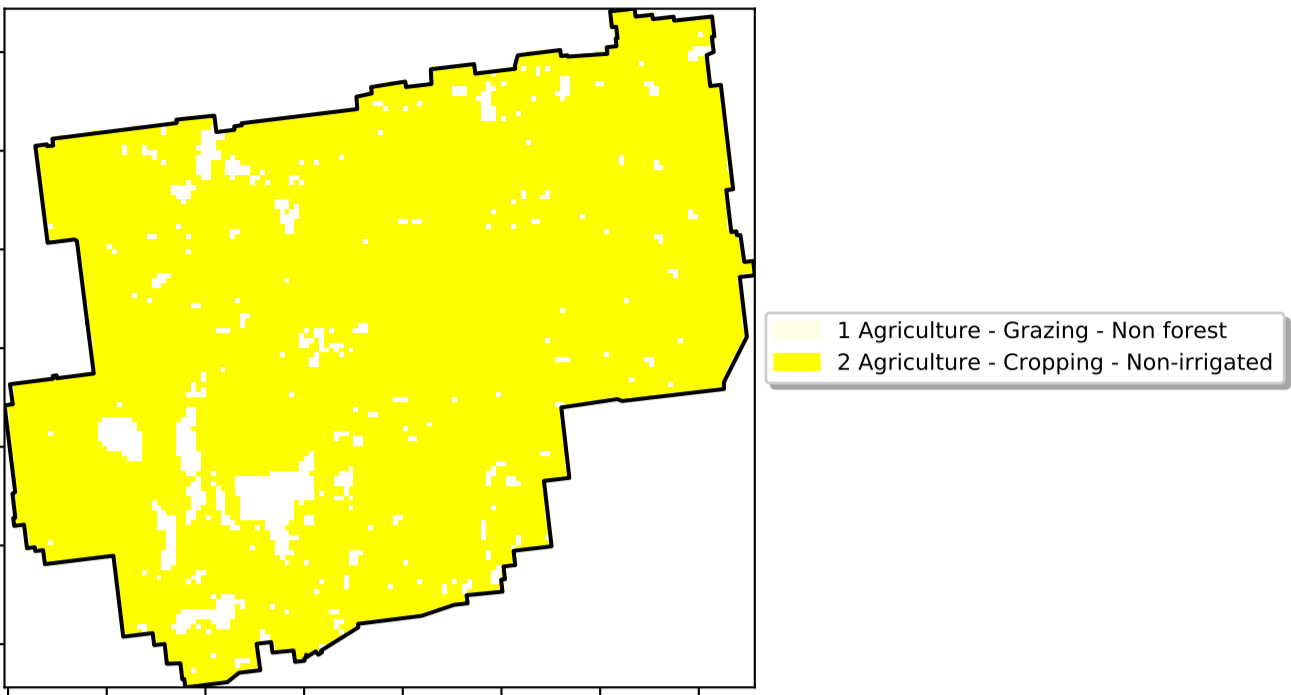 1 Agriculture - Grazing - Non forest
2 Agriculture - Cropping - Non-irrigated